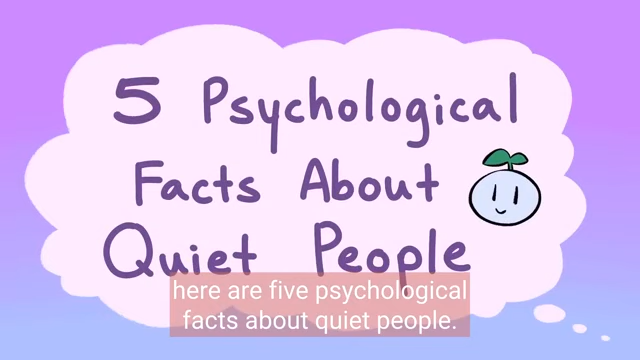 5 Psychological
Facts About
Quiet People
here are five psychological
facts about quiet people.